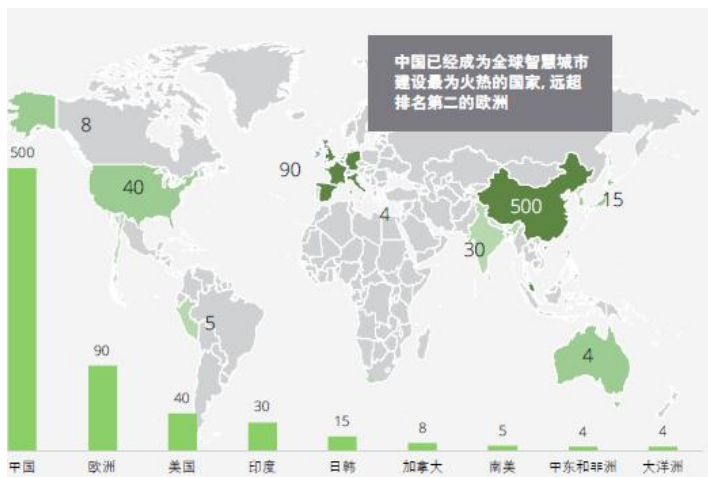 中国已经成为全球智慧城市
建设最为火热的国家,远超
排名第二的欧洲
8
500
90
40
4
500
15
30
5
4
90
40
30
15
8
5
4
4
中国
欧洲
美国
印度
日韩
加拿大
南美
中东和非洲
大洋洲